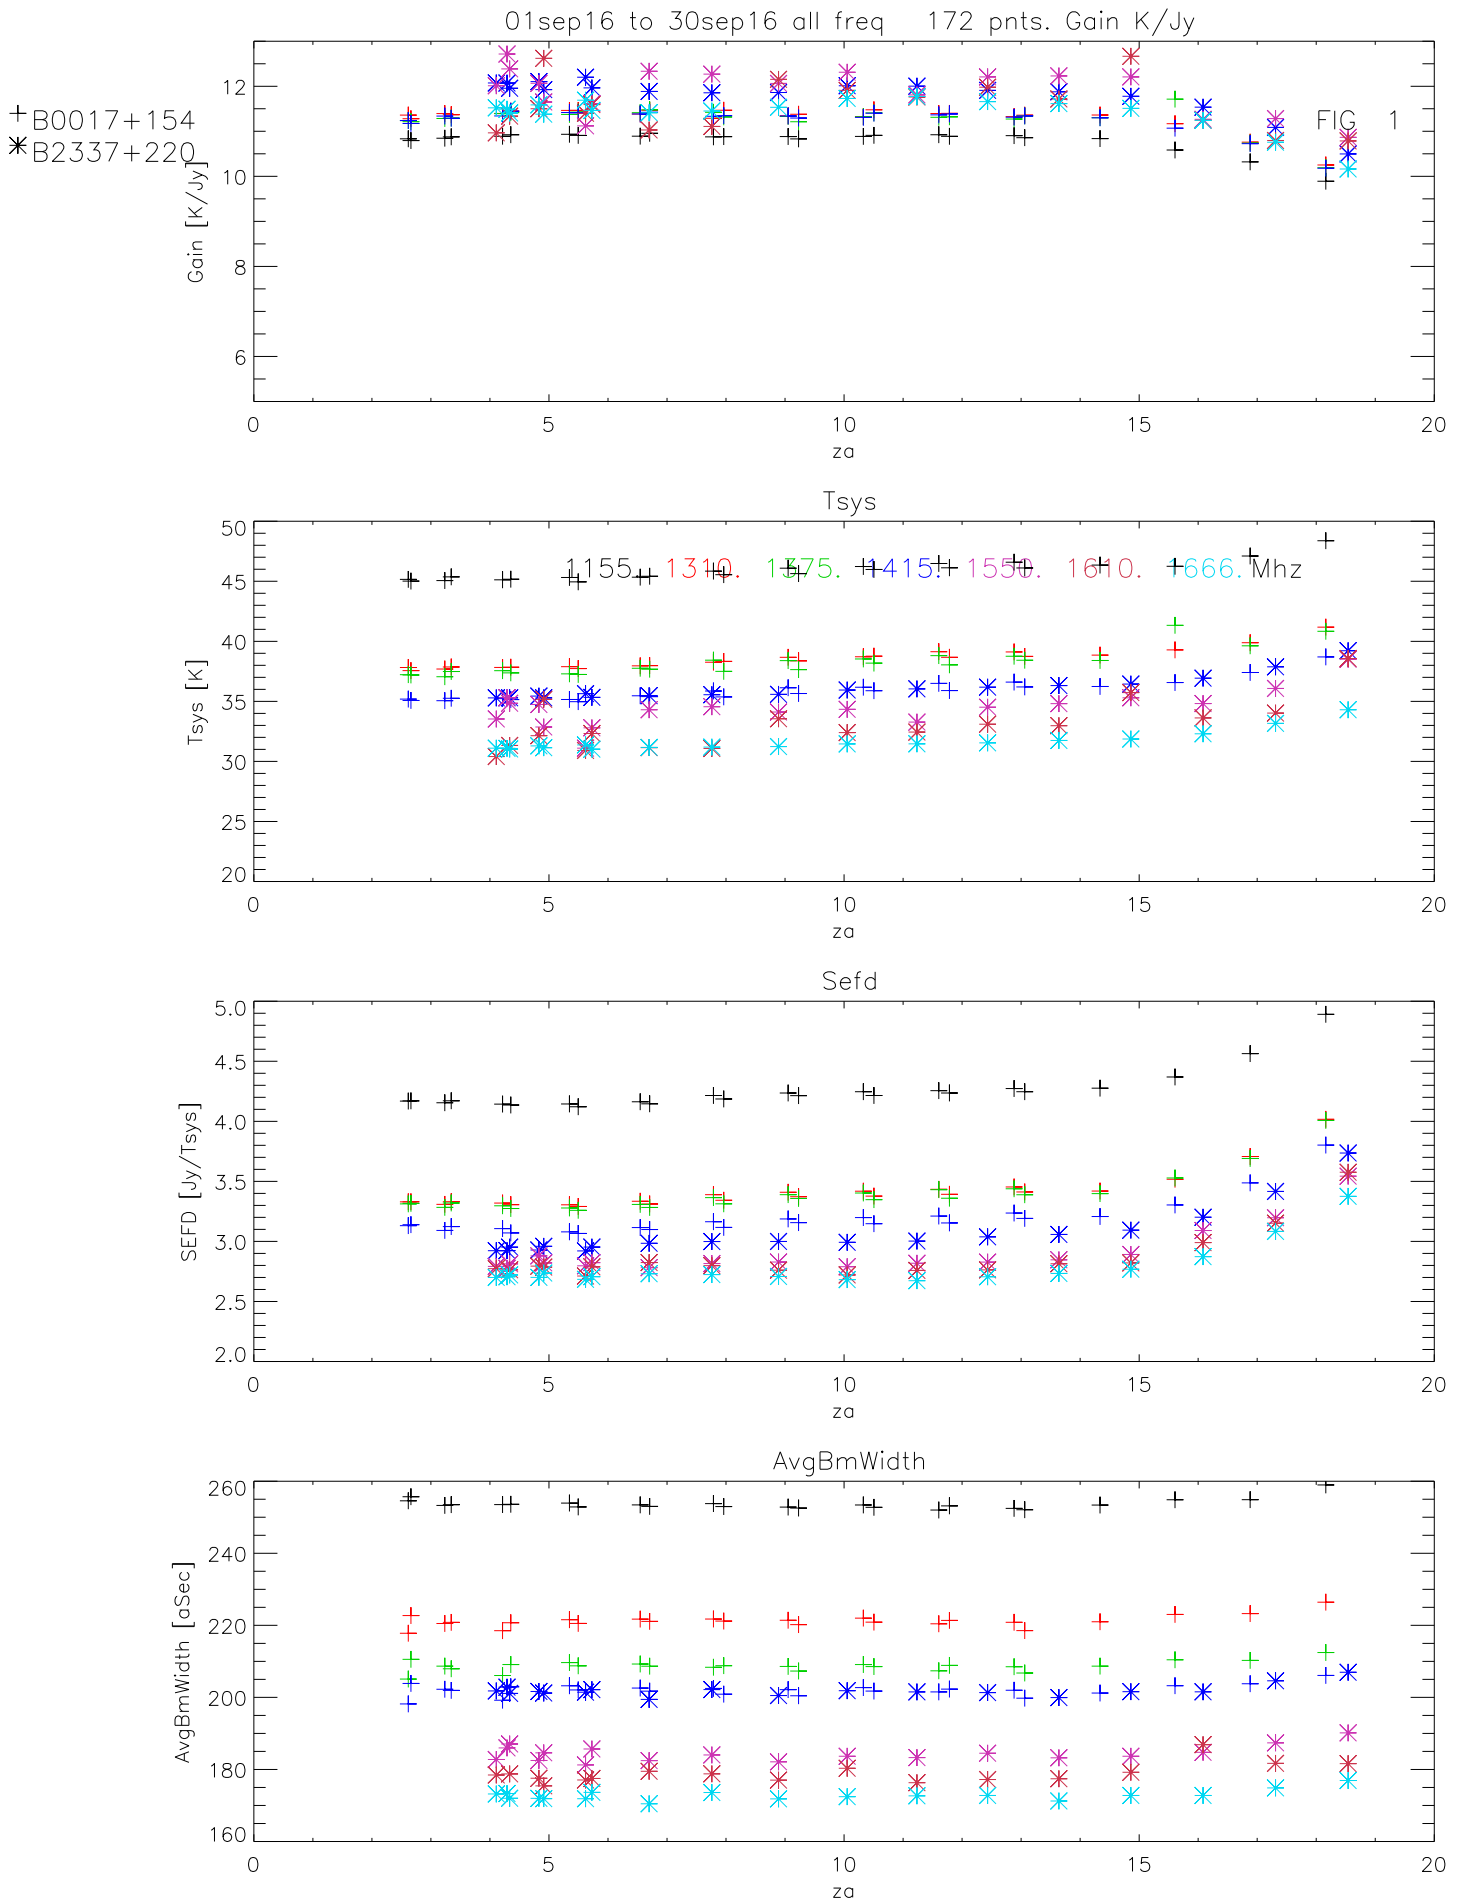 01sep16 to 30sep16 all freq 172 pnts. Gain K/Jy
+ B0017+154
* B2337+220
FIG 1
Gain [K/Jy]
12
10
8
6
0 5 10 15 20
za
Tsys
1155. 1310. 1375. 1415. 1550. 1610. 1666. Mhz
Tsys [K]
50
45
40
35
30
25
20
0 5 10 15 20
za
Sefd
SEFD [Jy/Tsys]
5.0
4.5
4.0
3.5
3.0
2.5
2.0
0 5 10 15 20
za
AvgBmWidth
AvgBmWidth [aSec]
260
240
220
200
180
160
0 5 10 15 20
za